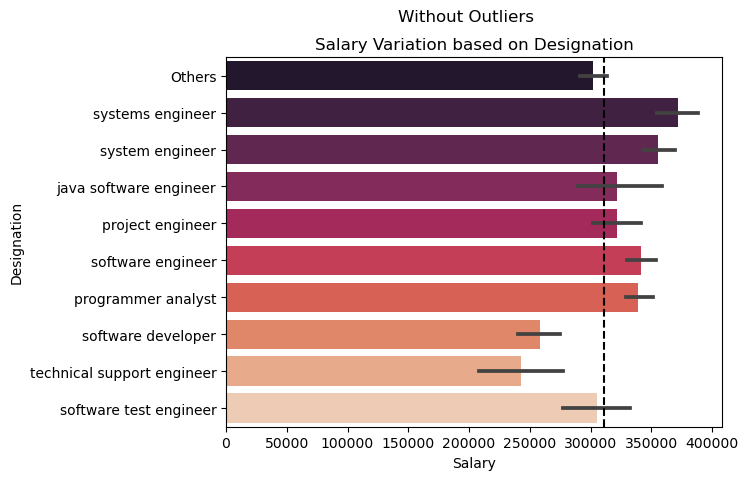 Without Outliers
Salary Variation based on Designation
Designation
Others
systems engineer
system engineer
java software engineer
project engineer
software engineer
programmer analyst
software developer
technical support engineer
software test engineer
0 50000 100000 150000 200000 250000 300000 350000 400000
Salary